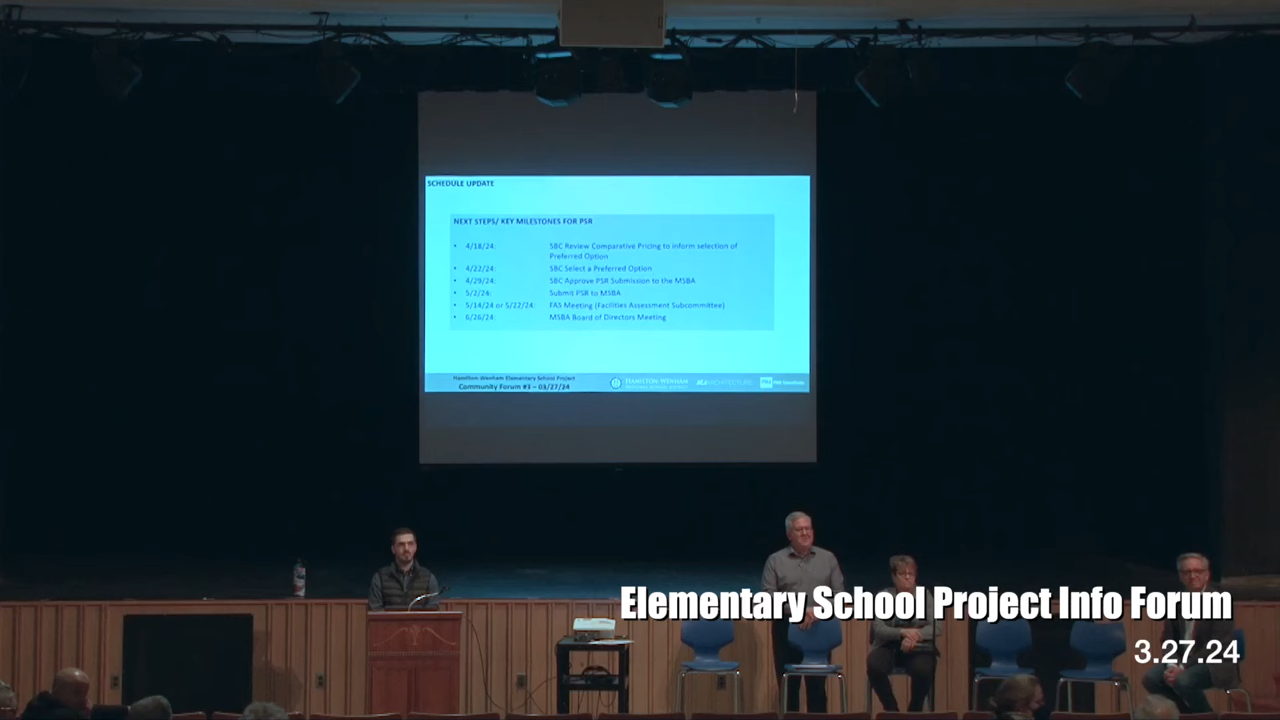 SCHEDULE UPDATE
NEXT STEPS/ KEY MILESTONES FOR PSR
• 4/18/24: SBC Review Comparative Pricing to inform selection of
Preferred Option
• 4/22/24: SBC Select a Preferred Option
• 4/29/24: SBC Approve PSR Submission to the MSBA
• 5/2/24: Submit PSR to MSBA
• 5/14/24 or 5/22/24: FAS Meeting (Facilities Assessment Subcommittee)
• 6/26/24: MSBA Board of Directors Meeting
Hamilton-Wenham Elementary School Project
Community Forum #3 – 03/27/24
HAMILTON-WENHAM
ARCHITECTURE
Elementary School Project Info Forum
3.27.24